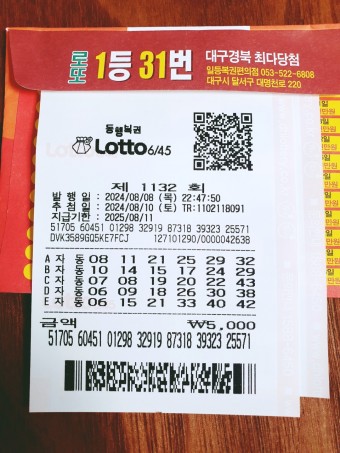 로또 1등 31번 대구경북 최다당첨
일등복권편의점 053-522-6806
대구시 달서구 대명천로 220
동행복권
Lotto 6/45
제 1132 회
발 행 일 : 2024/08/08 (목) 22:47:50
추 첨 일 : 2024/08/10 (토) TR:1102118091
지급기한 : 2025/08/11
51705 60451 01298 32919 87318 39323 25571
DVK3589GQ5KE7FCJ 127101290/0000042638
A 자 동 08 11 21 25 29 32
B 자 동 10 14 15 17 24 29
C 자 동 07 08 19 20 22 43
D 자 동 06 09 18 26 30 38
E 자 동 06 15 21 33 40 42
금액 ₩5,000
51705 60451 01298 32919 87318 39323 25571